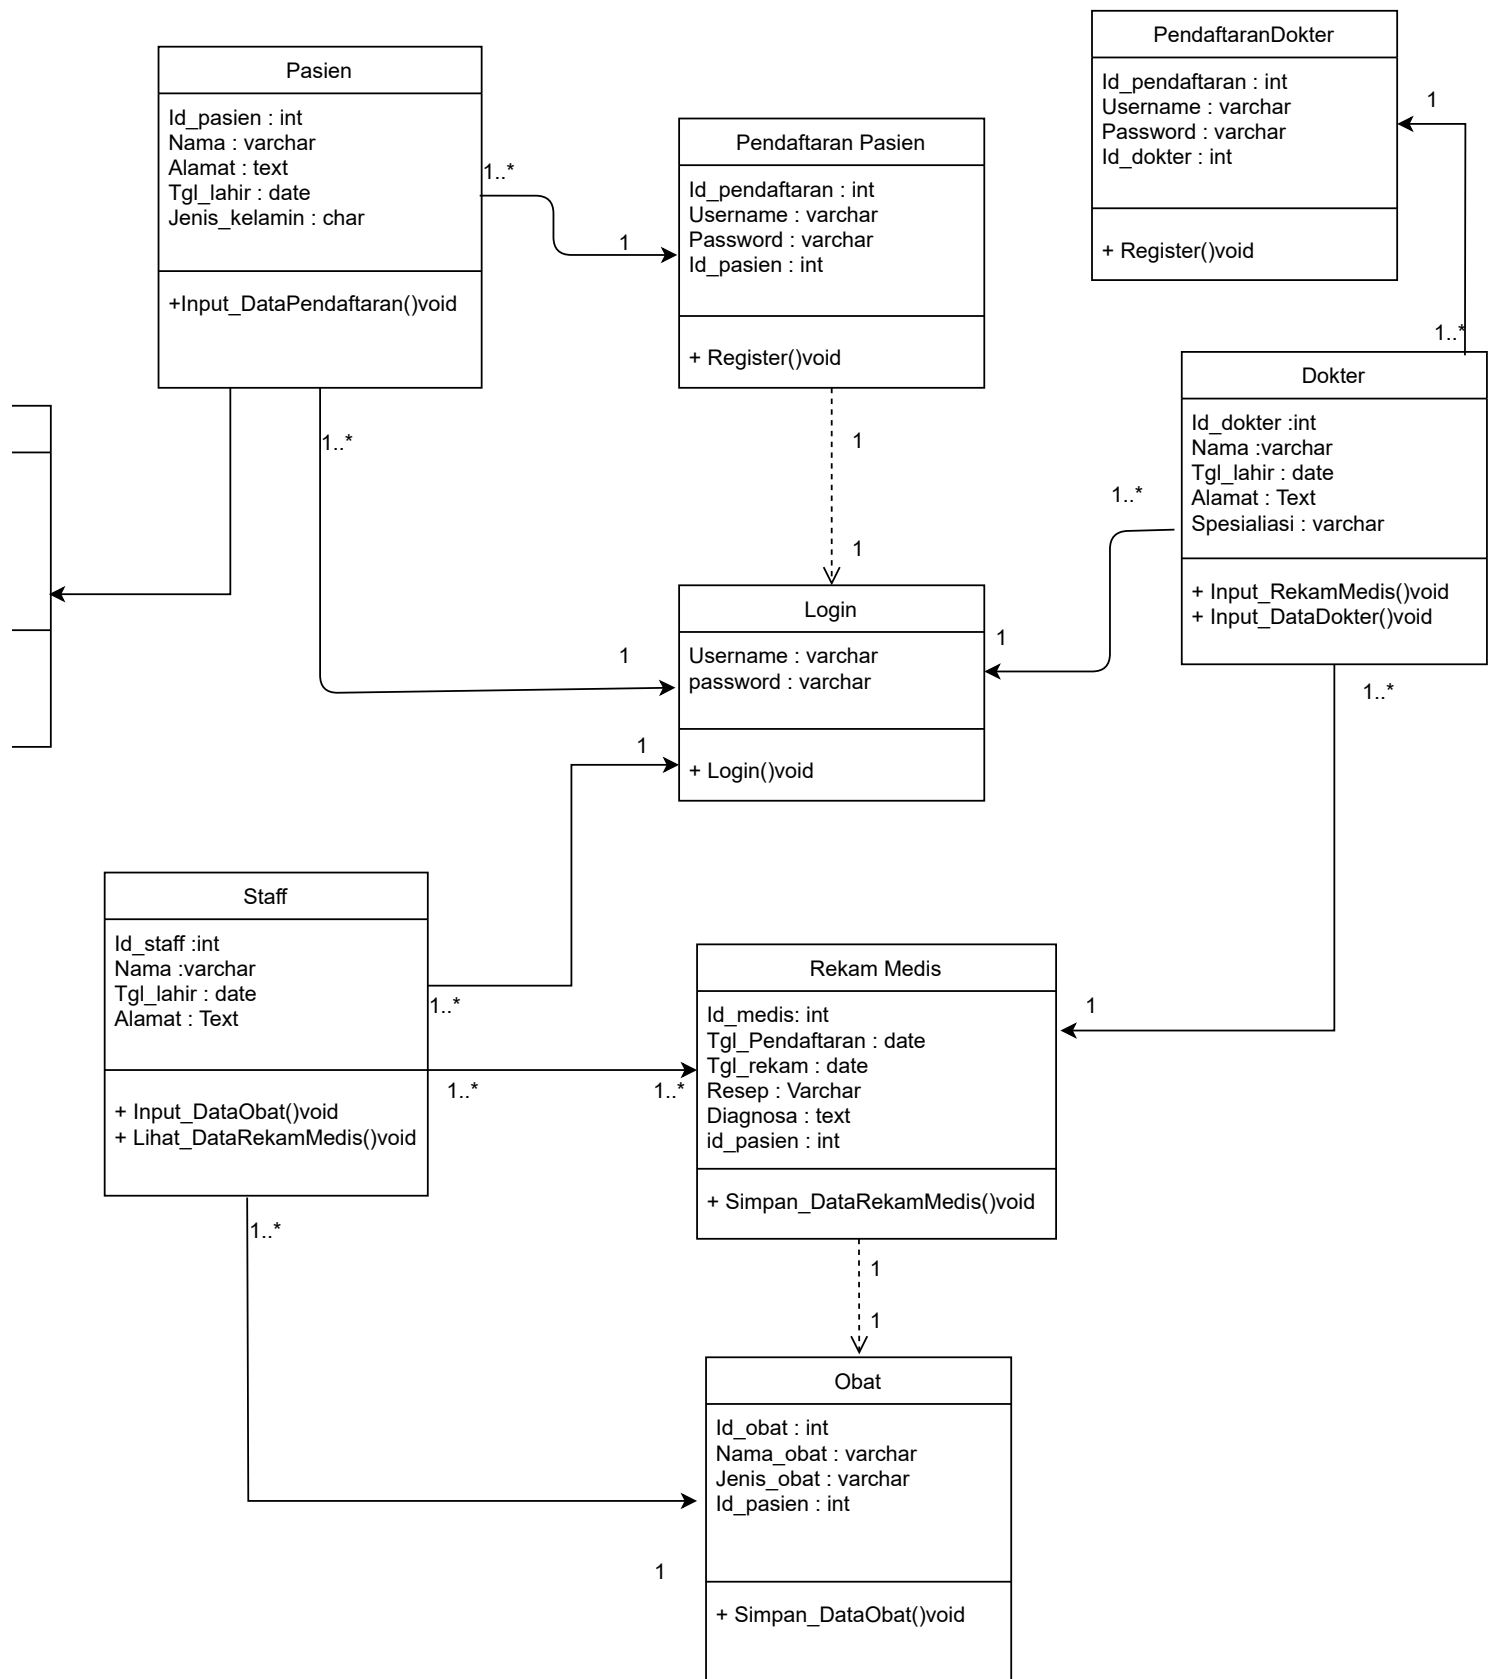 PendaftaranDokter
Id_pendaftaran : int
Username : varchar
Password : varchar
Id_dokter : int
+ Register()void
1
1..*
Pasien
Id_pasien : int
Nama : varchar
Alamat : text
Tgl_lahir : date
Jenis_kelamin : char
+Input_DataPendaftaran()void
1..*
1
Pendaftaran Pasien
Id_pendaftaran : int
Username : varchar
Password : varchar
Id_pasien : int
+ Register()void
1
1
1..*
1
Dokter
Id_dokter :int
Nama :varchar
Tgl_lahir : date
Alamat : Text
Spesialiasi : varchar
+ Input_RekamMedis()void
+ Input_DataDokter()void
1..*
1
1..*
1
Login
Username : varchar
password : varchar
+ Login()void
1
1..*
Staff
Id_staff :int
Nama :varchar
Tgl_lahir : date
Alamat : Text
+ Input_DataObat()void
+ Lihat_DataRekamMedis()void
1..*
1..*
1..*
Rekam Medis
Id_medis: int
Tgl_Pendaftaran : date
Tgl_rekam : date
Resep : Varchar
Diagnosa : text
id_pasien : int
+ Simpan_DataRekamMedis()void
1
1
Obat
Id_obat : int
Nama_obat : varchar
Jenis_obat : varchar
Id_pasien : int
1
+ Simpan_DataObat()void